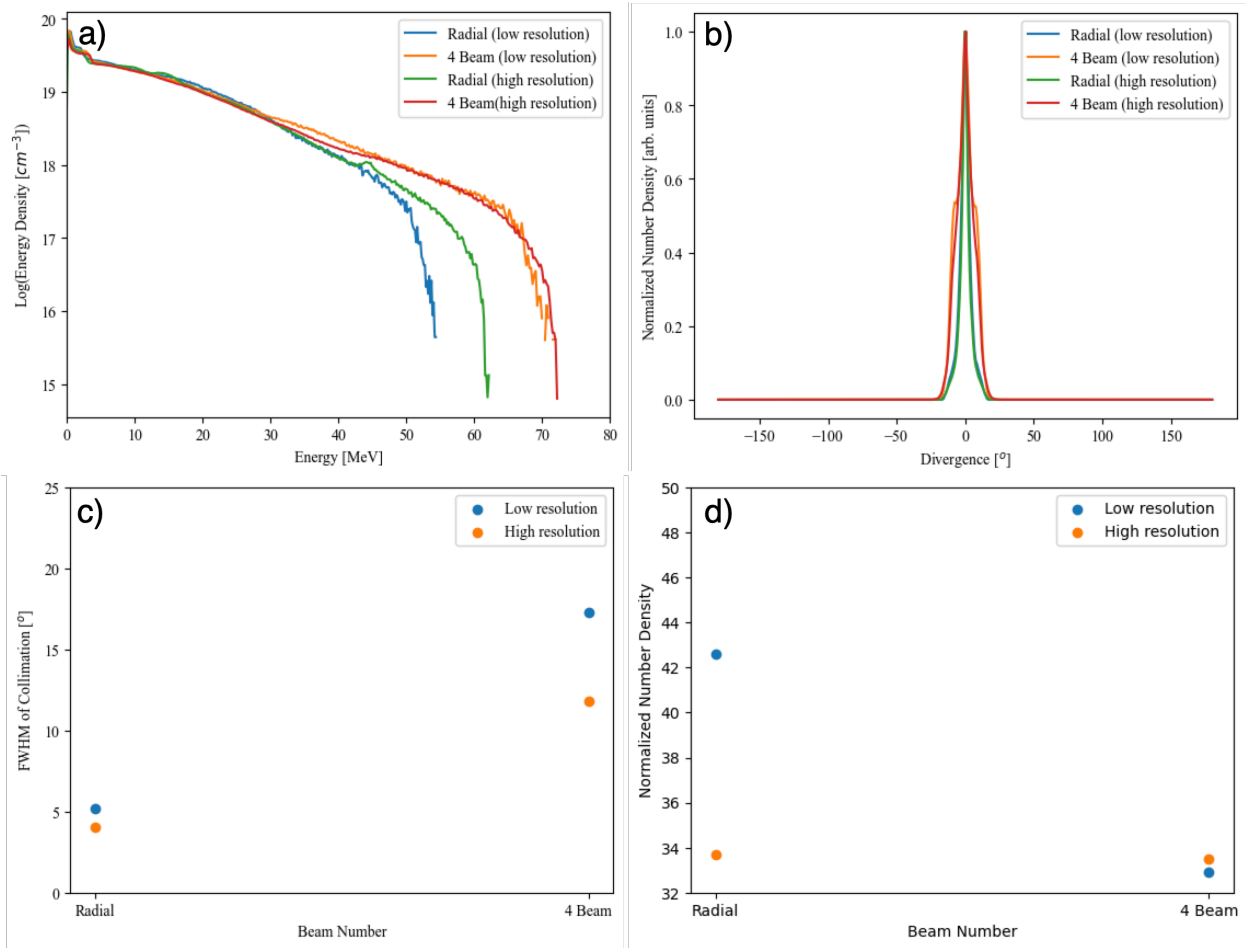 a)
Radial (low resolution)
4 Beam (low resolution)
Radial (high resolution)
4 Beam(high resolution)
20
19
18
17
16
15
Log(Energy Density [cm⁻³])
0 10 20 30 40 50 60 70 80
Energy [MeV]
b)
Radial (low resolution)
4 Beam (low resolution)
Radial (high resolution)
4 Beam (high resolution)
1.0
0.8
0.6
0.4
0.2
0.0
Normalized Number Density [arb. units]
−150 −100 −50 0 50 100 150
Divergence [°]
c)
Low resolution
High resolution
25
20
15
10
5
0
FWHM of Collimation [°]
Radial 4 Beam
Beam Number
d)
Low resolution
High resolution
50
48
46
44
42
40
38
36
34
32
Normalized Number Density
Radial 4 Beam
Beam Number